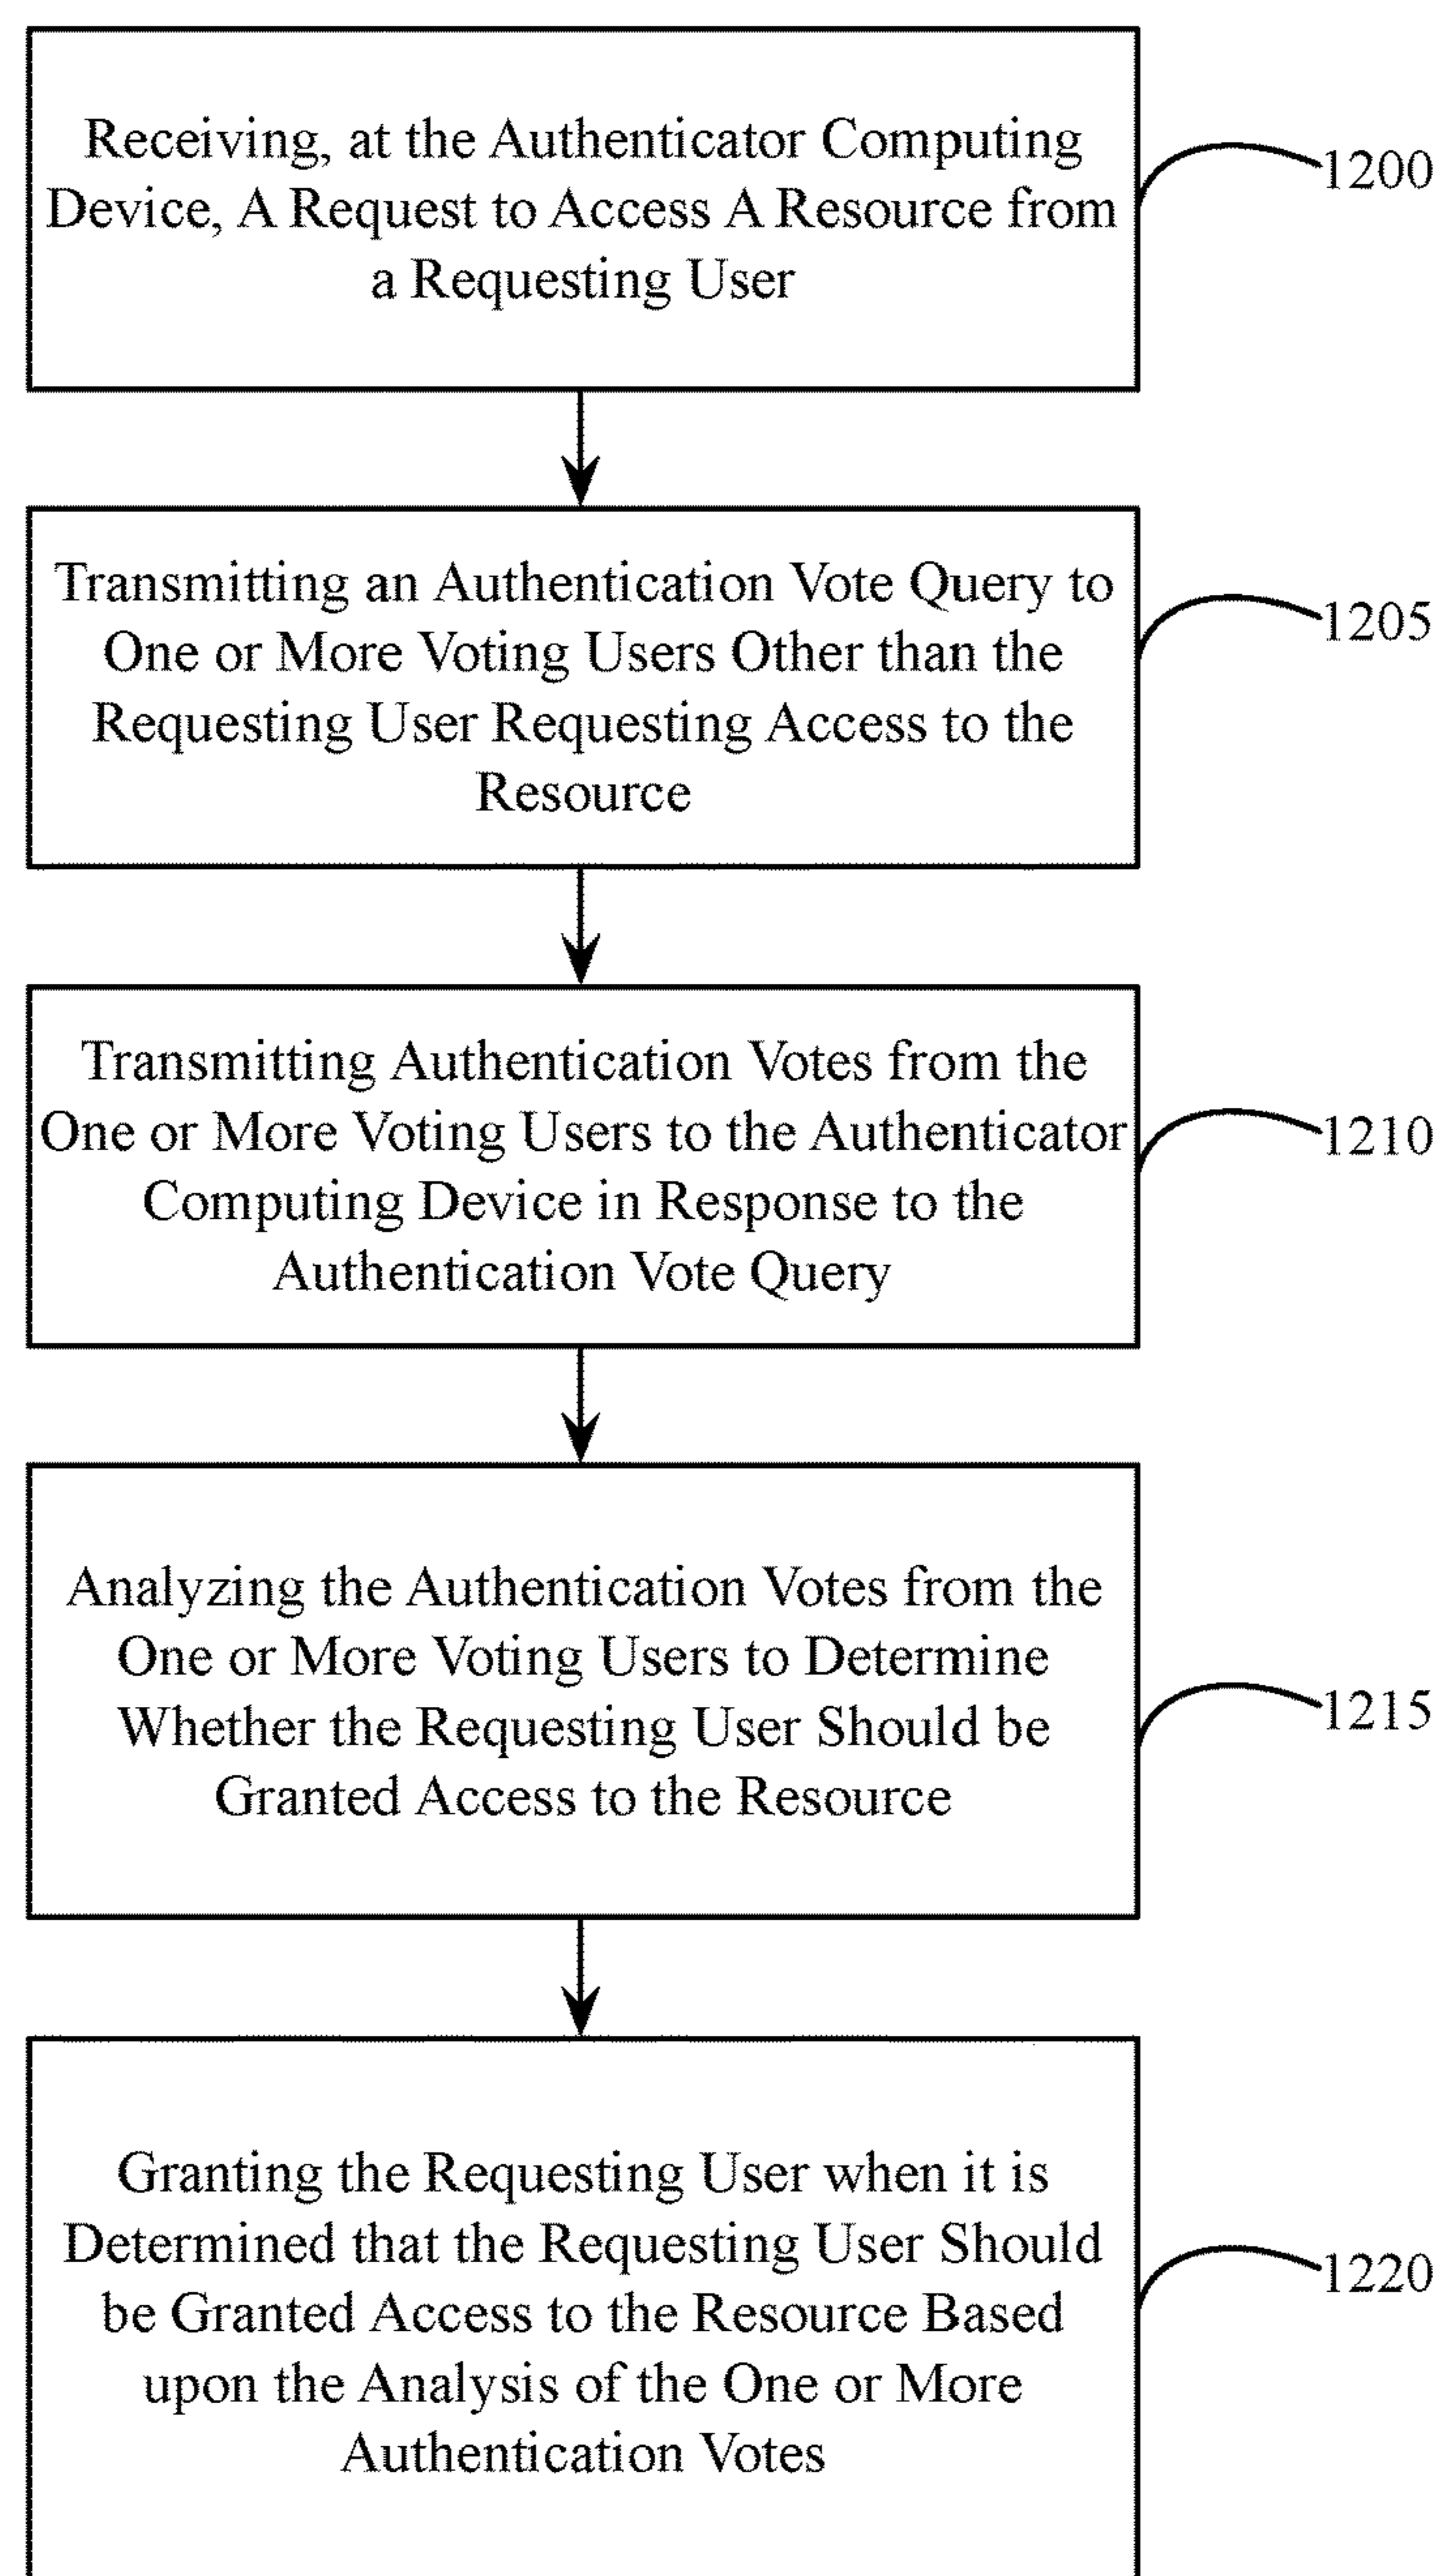 Receiving, at the Authenticator Computing
Device, A Request to Access A Resource from
a Requesting User
1200
Transmitting an Authentication Vote Query to
One or More Voting Users Other than the
Requesting User Requesting Access to the
Resource
1205
Transmitting Authentication Votes from the
One or More Voting Users to the Authenticator
Computing Device in Response to the
Authentication Vote Query
1210
Analyzing the Authentication Votes from the
One or More Voting Users to Determine
Whether the Requesting User Should be
Granted Access to the Resource
1215
Granting the Requesting User when it is
Determined that the Requesting User Should
be Granted Access to the Resource Based
upon the Analysis of the One or More
Authentication Votes
1220